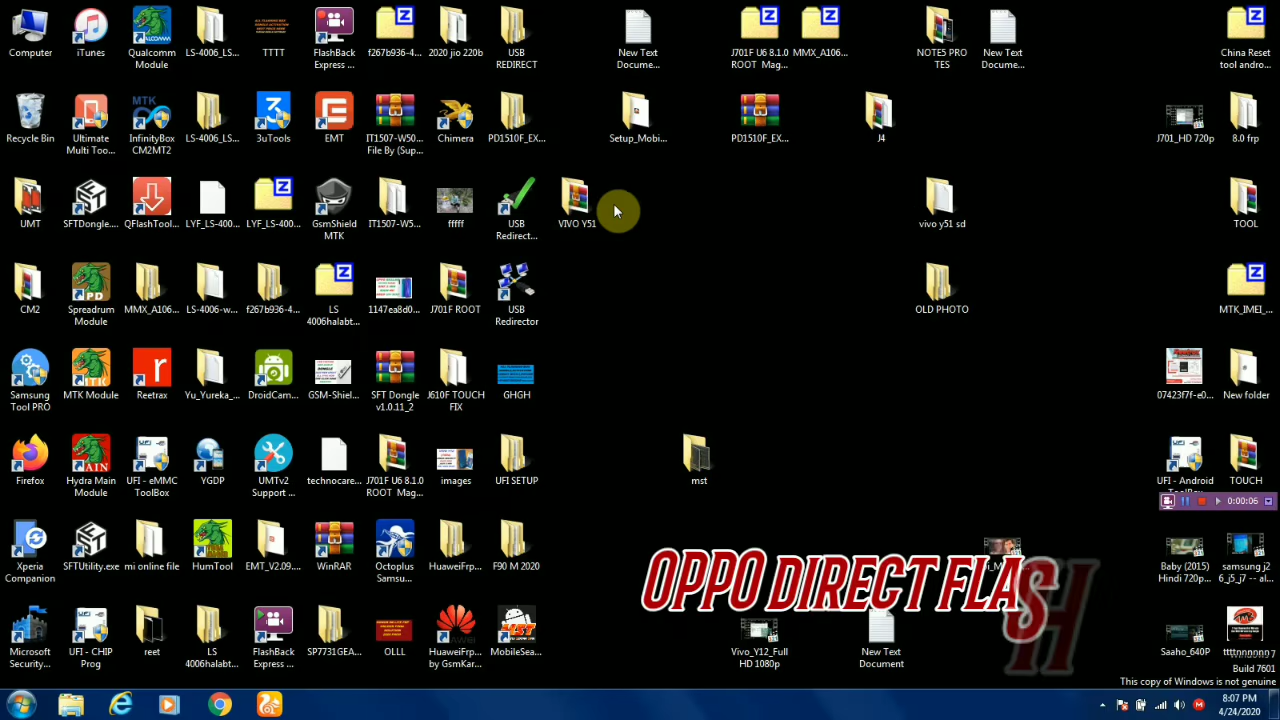 Computer
iTunes
Qualcomm
Module
LS-4006_LS...
TTTT
FlashBack
Express ...
f267b936-4...
2020 jio 220b
USB
REDIRECT
New Text
Docume...
J701F U6 8.1.0
ROOT Mag...
MMX_A106...
NOTE5 PRO
TES
New Text
Docume...
China Reset
tool andro...
Recycle Bin
Ultimate
Multi Too...
InfinityBox
CM2MT2
LS-4006_LS...
3uTools
EMT
IT1507-W50...
File By (Sup...
Chimera
PD1510F_EX...
Setup_Mobi...
PD1510F_EX...
J4
J701_HD 720p
8.0 frp
UMT
SFTDongle....
QFlashTool...
LYF_LS-400...
LYF_LS-400...
GsmShield
MTK
IT1507-W5...
fffff
USB
Redirect...
VIVO Y51
vivo y51 sd
TOOL
CM2
Spreadrum
Module
MMX_A106...
LS-4006-w...
f267b936-4...
LS
4006halabt...
1147ea8d0...
J701F ROOT
USB
Redirector
OLD PHOTO
MTK_IMEI_...
Samsung
Tool PRO
MTK Module
Reetrax
Yu_Yureka_...
DroidCam...
GSM-Shiel...
SFT Dongle
v1.0.11_2
J610F TOUCH
FIX
GHGH
07423f7f-e0...
New folder
Firefox
Hydra Main
Module
UFI - eMMC
ToolBox
YGDP
UMTv2
Support ...
technocare...
J701F U6 8.1.0
ROOT Mag...
images
UFI SETUP
mst
UFI - Android
TOUCH
0:00:06
Xperia
Companion
SFTUtility.exe
mi online file
HumTool
EMT_V2.09...
WinRAR
Octoplus
Samsu...
HuaweiFrp...
F90 M 2020
OPPO DIRECT FLASH
Baby (2015)
Hindi 720p...
samsung j2
6_j5_j7 -- al...
Microsoft
Security...
UFI - CHIP
Prog
reet
LS
4006halabt...
FlashBack
Express ...
SP7731GEA...
OLLL
HuaweiFrp...
by GsmKar...
MobileSea...
Vivo_Y12_Full
HD 1080p
New Text
Document
Saaho_640P
ttttnnnnnn
Windows 7
Build 7601
This copy of Windows is not genuine
8:07 PM
4/24/2020